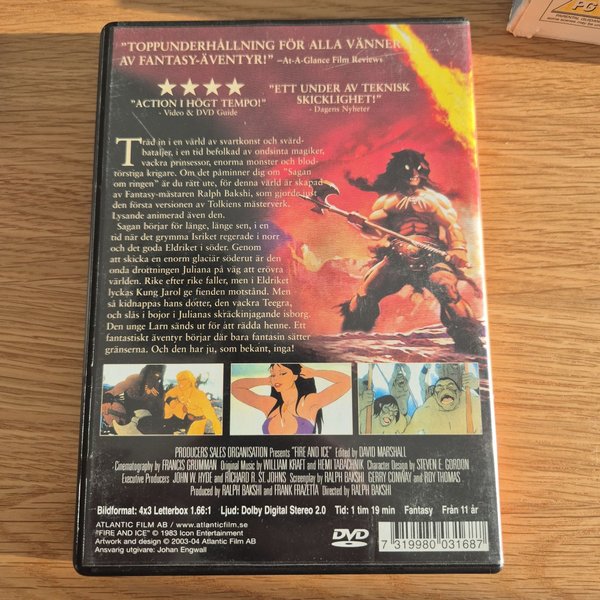 "TOPPUNDERHÅLLNING FÖR ALLA VÄNNER
AV FANTASY-ÄVENTYR!" –At-A-Glance Film Reviews
"ACTION I HÖGT TEMPO!"
- Video & DVD Guide
"ETT UNDER AV TEKNISK
SKICKLIGHET!"
- Dagens Nyheter
Träd in i en värld av svartkonst och svärd-
bataljer, i en tid befolkad av ondsinta magiker,
vackra prinsessor, enorma monster och blod-
törstiga krigare. Om det påminner dig om "Sagan
om ringen" är du rätt ute, för denna värld är skapad
av Fantasy-mästaren Ralph Bakshi, som gjorde just
den första versionen av Tolkiens mästerverk.
Lysande animerad även den.
Sagan börjar för länge, länge sen, i en
tid när det grymma Isriket regerade i norr
och det goda Eldriket i söder. Genom
att skicka en enorm glaciär söderut är den
onda drottningen Juliana på väg att erövra
världen. Rike efter rike faller, men i Eldriket
lyckas Kung Jarol ge fienden motstånd. Men
så kidnappas hans dötter, den vackra Teegra,
och slås i bojor i Julianas skräckinjagande isborg.
Den unge Larn sänds ut för att rädda henne. Ett
fantastiskt äventyr börjar där bara fantasin sätter
gränserna. Och den har ju, som bekant, inga!
PRODUCERS SALES ORGANISATION Presents "FIRE AND ICE" Edited by DAVID MARSHALL
Cinematography by FRANCIS GRUMMAN Original Music by WILLIAM KRAFT and HEMI TABACHNIK Character Design by STEVEN E. GORDON
Executive Producers JOHN W. HYDE and RICHARD R. ST. JOHNS Screenplay by RALPH BAKSHI, GERRY CONWAY and ROY THOMAS
Produced by RALPH BAKSHI and FRANK FRAZETTA Directed by RALPH BAKSHI
Bildformat: 4x3 Letterbox 1.66:1 Ljud: Dolby Digital Stereo 2.0 Tid: 1 tim 19 min Fantasy Från 11 år
ATLANTIC FILM AB / www.atlanticfilm.se
"FIRE AND ICE" © 1983 Icon Entertainment
Artwork and design © 2003-04 Atlantic Film AB
Ansvarig utgivare: Johan Engwall
DVD
7 319980 031687
PG